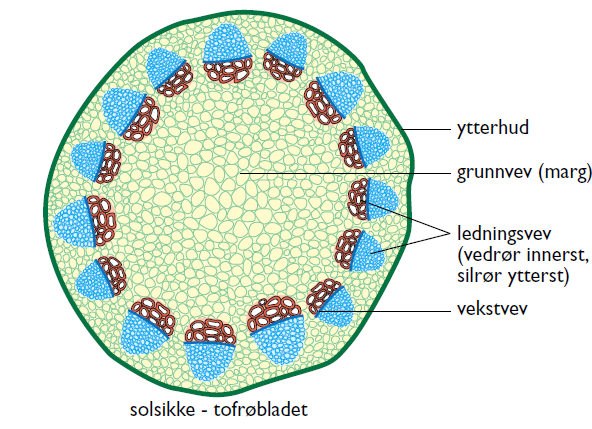 ytterhud
grunnvev (marg)
ledningsvev
(vedrør innerst,
silrør ytterst)
vekstvev
solsikke - tofrøbladet